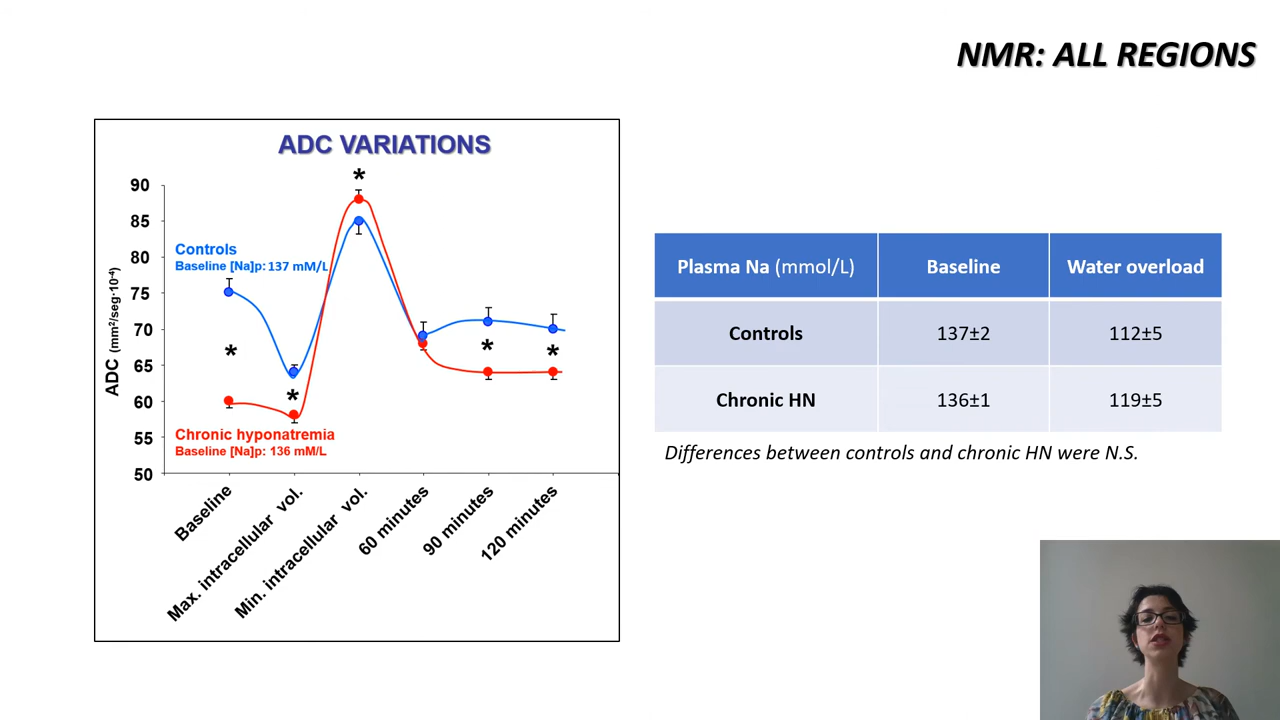 NMR: ALL REGIONS
ADC VARIATIONS
*
90
85
80
75
70
65
60
55
50
ADC (mm²/seg·10⁻⁴)
Controls
Baseline [Na]p: 137 mM/L
*
*
*
*
Chronic hyponatremia
Baseline [Na]p: 136 mM/L
Baseline
Max. intracellular vol.
Min. intracellular vol.
60 minutes
90 minutes
120 minutes
Plasma Na (mmol/L) Baseline Water overload
Controls 137±2 112±5
Chronic HN 136±1 119±5
Differences between controls and chronic HN were N.S.